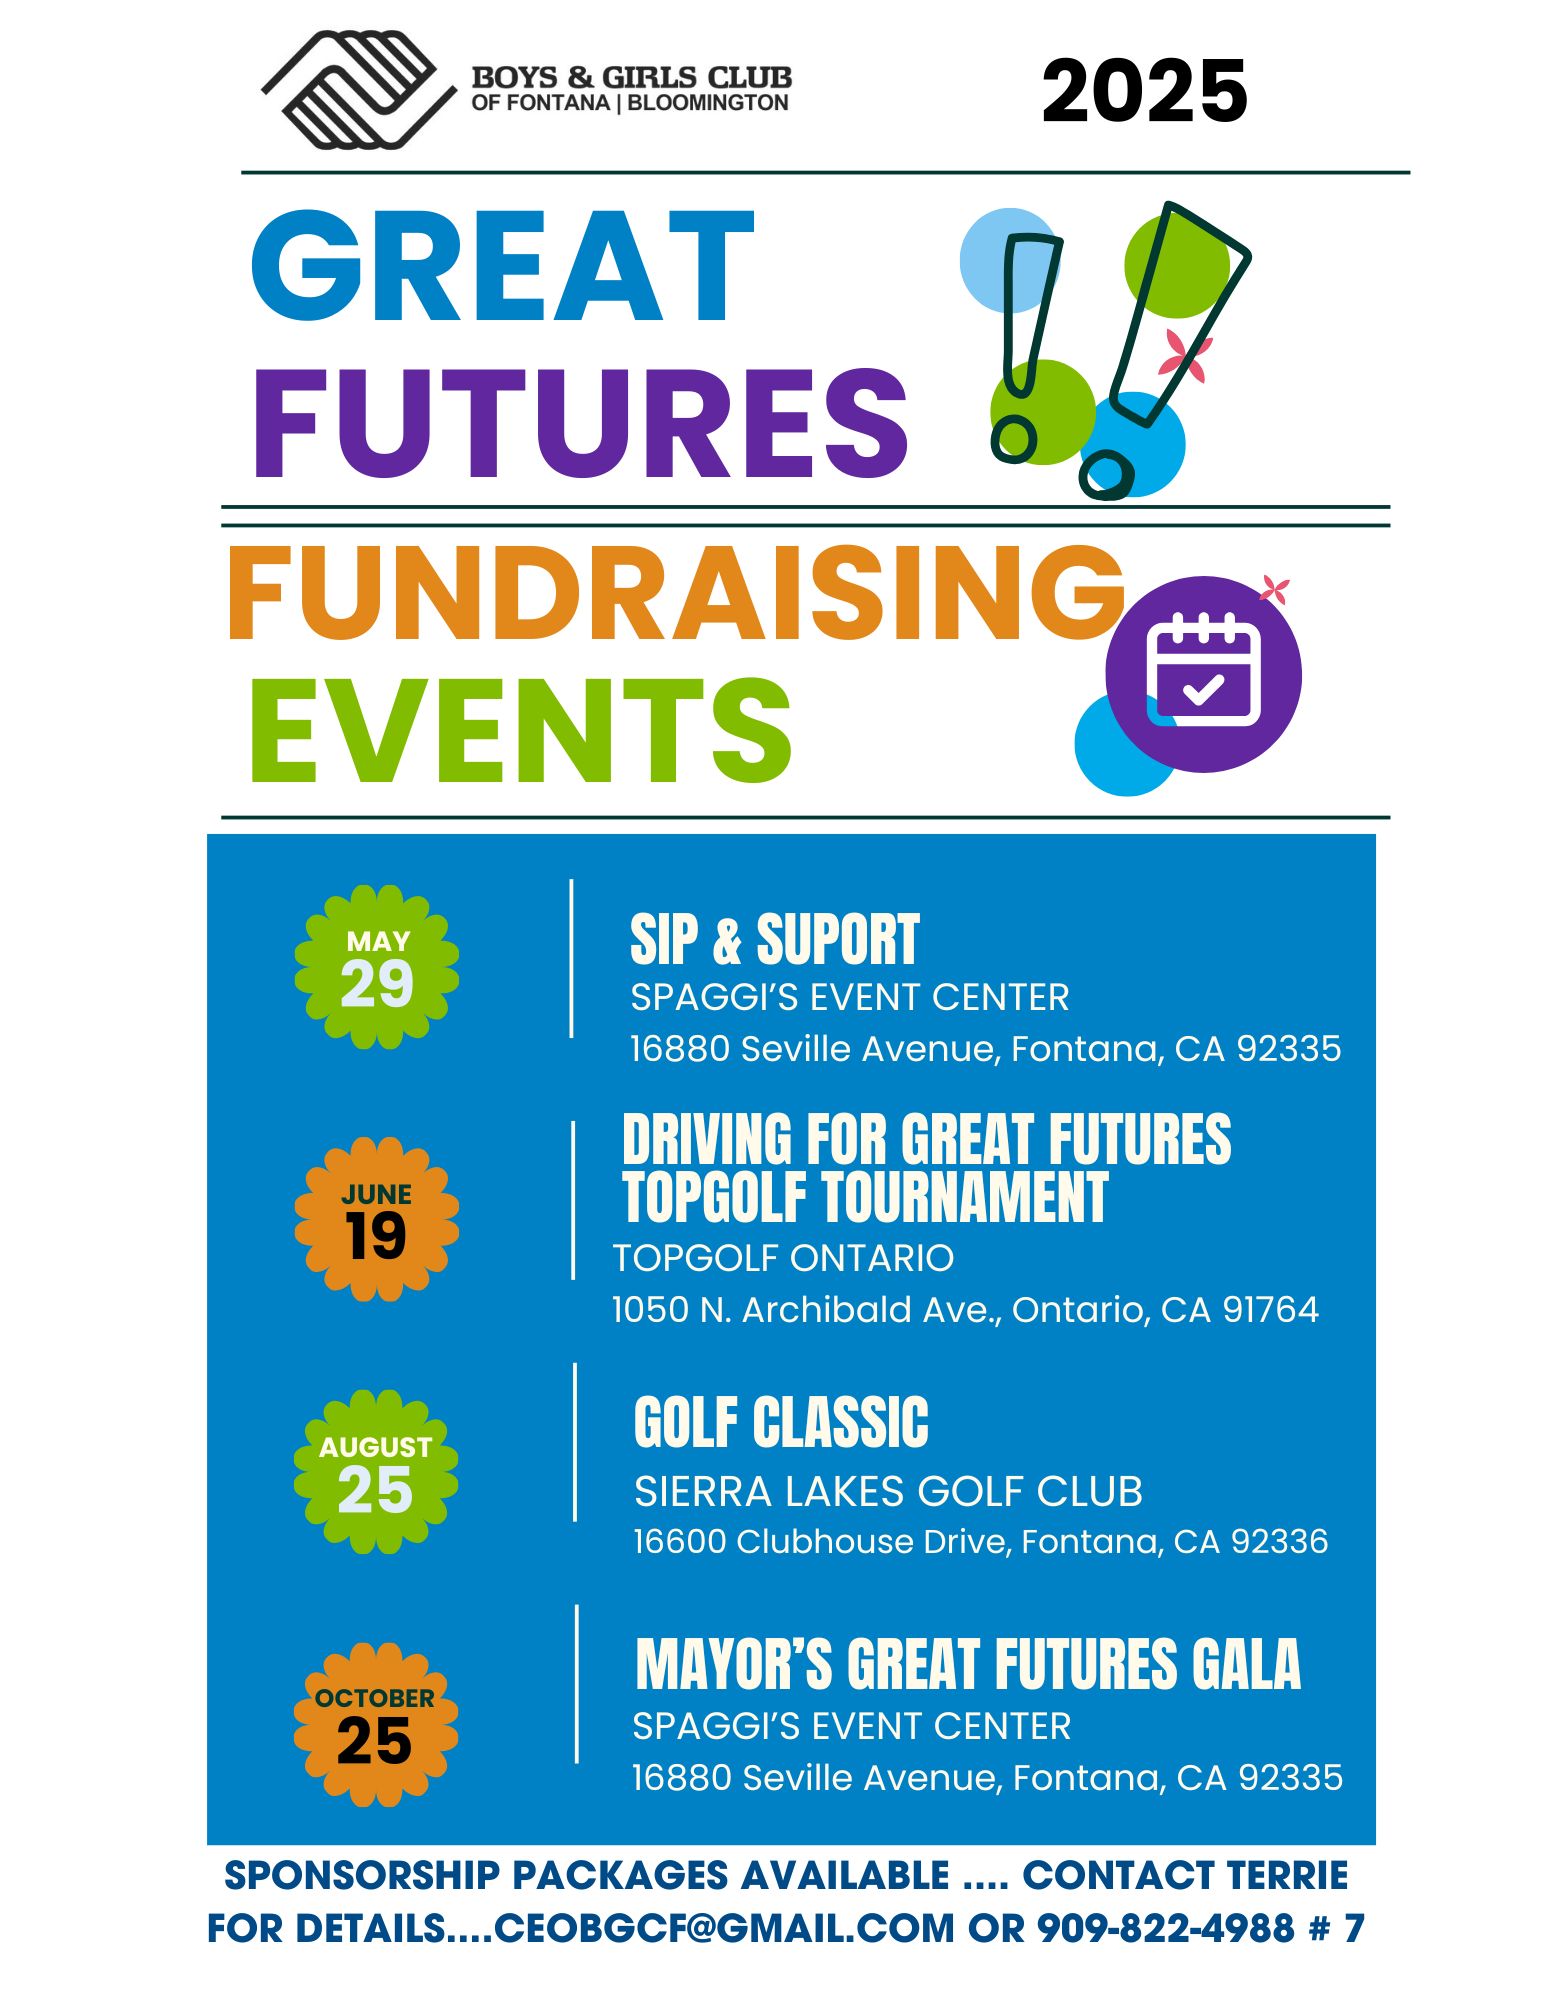 BOYS & GIRLS CLUB
OF FONTANA | BLOOMINGTON
2025
GREAT
FUTURES
FUNDRAISING
EVENTS
MAY
29
SIP & SUPORT
SPAGGI'S EVENT CENTER
16880 Seville Avenue, Fontana, CA 92335
JUNE
19
DRIVING FOR GREAT FUTURES
TOPGOLF TOURNAMENT
TOPGOLF ONTARIO
1050 N. Archibald Ave., Ontario, CA 91764
AUGUST
25
GOLF CLASSIC
SIERRA LAKES GOLF CLUB
16600 Clubhouse Drive, Fontana, CA 92336
OCTOBER
25
MAYOR'S GREAT FUTURES GALA
SPAGGI'S EVENT CENTER
16880 Seville Avenue, Fontana, CA 92335
SPONSORSHIP PACKAGES AVAILABLE .... CONTACT TERRIE
FOR DETAILS....CEOBGCF@GMAIL.COM OR 909-822-4988 # 7